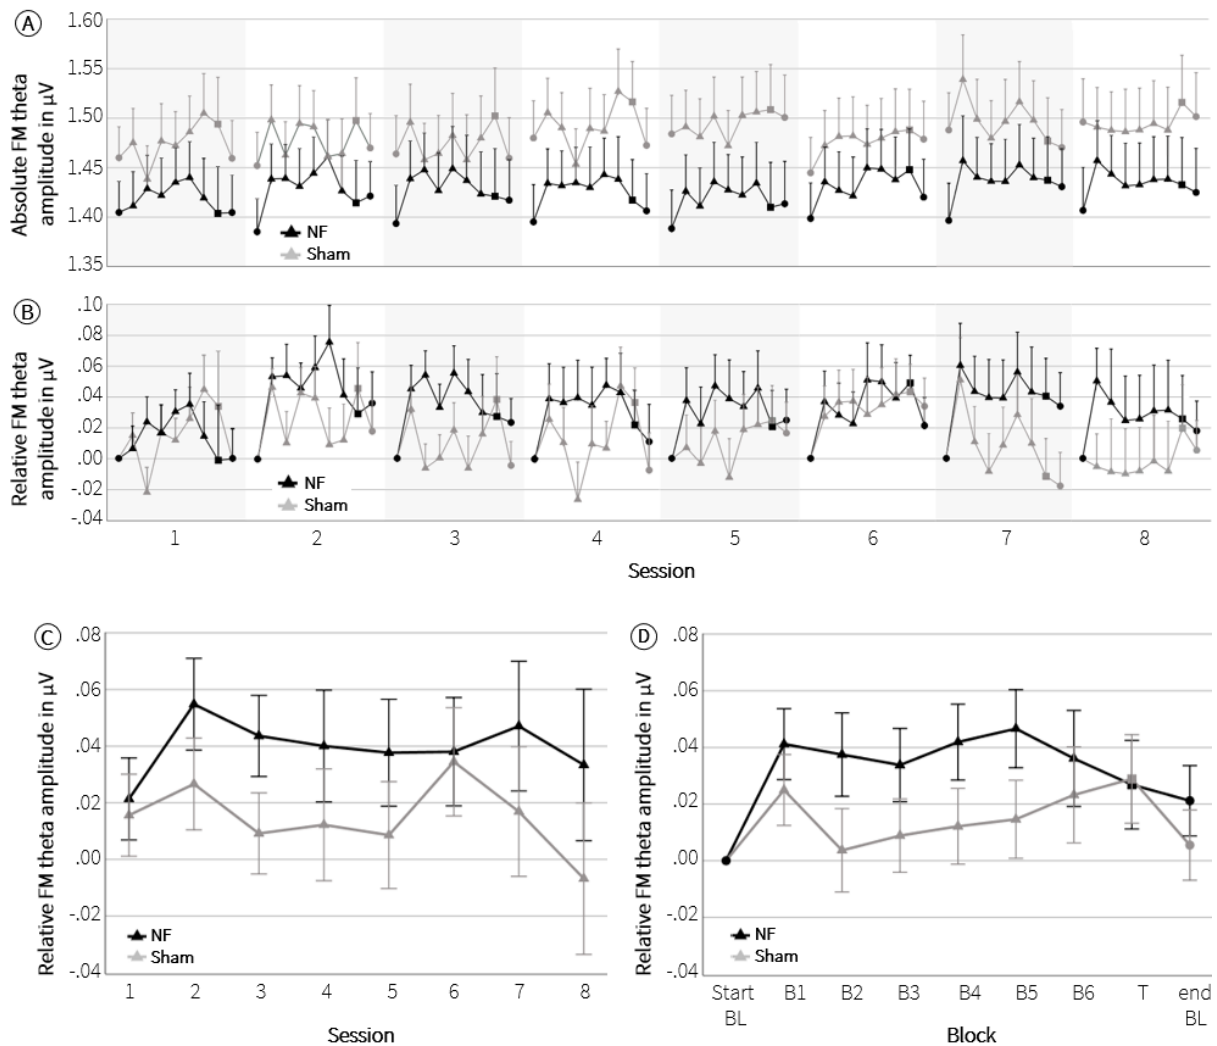 A
Absolute FM theta
amplitude in µV
1.60
1.55
1.50
1.45
1.40
1.35
NF
Sham
B
Relative FM theta
amplitude in µV
.10
.08
.06
.04
.02
.00
-.02
-.04
NF
Sham
1 2 3 4 5 6 7 8
Session
C
Relative FM theta amplitude in µV
.08
.06
.04
.02
.00
-.02
-.04
NF
Sham
1 2 3 4 5 6 7 8
Session
D
Relative FM theta amplitude in µV
.08
.06
.04
.02
.00
-.02
-.04
NF
Sham
Start B1 B2 B3 B4 B5 B6 T end
BL BL
Block